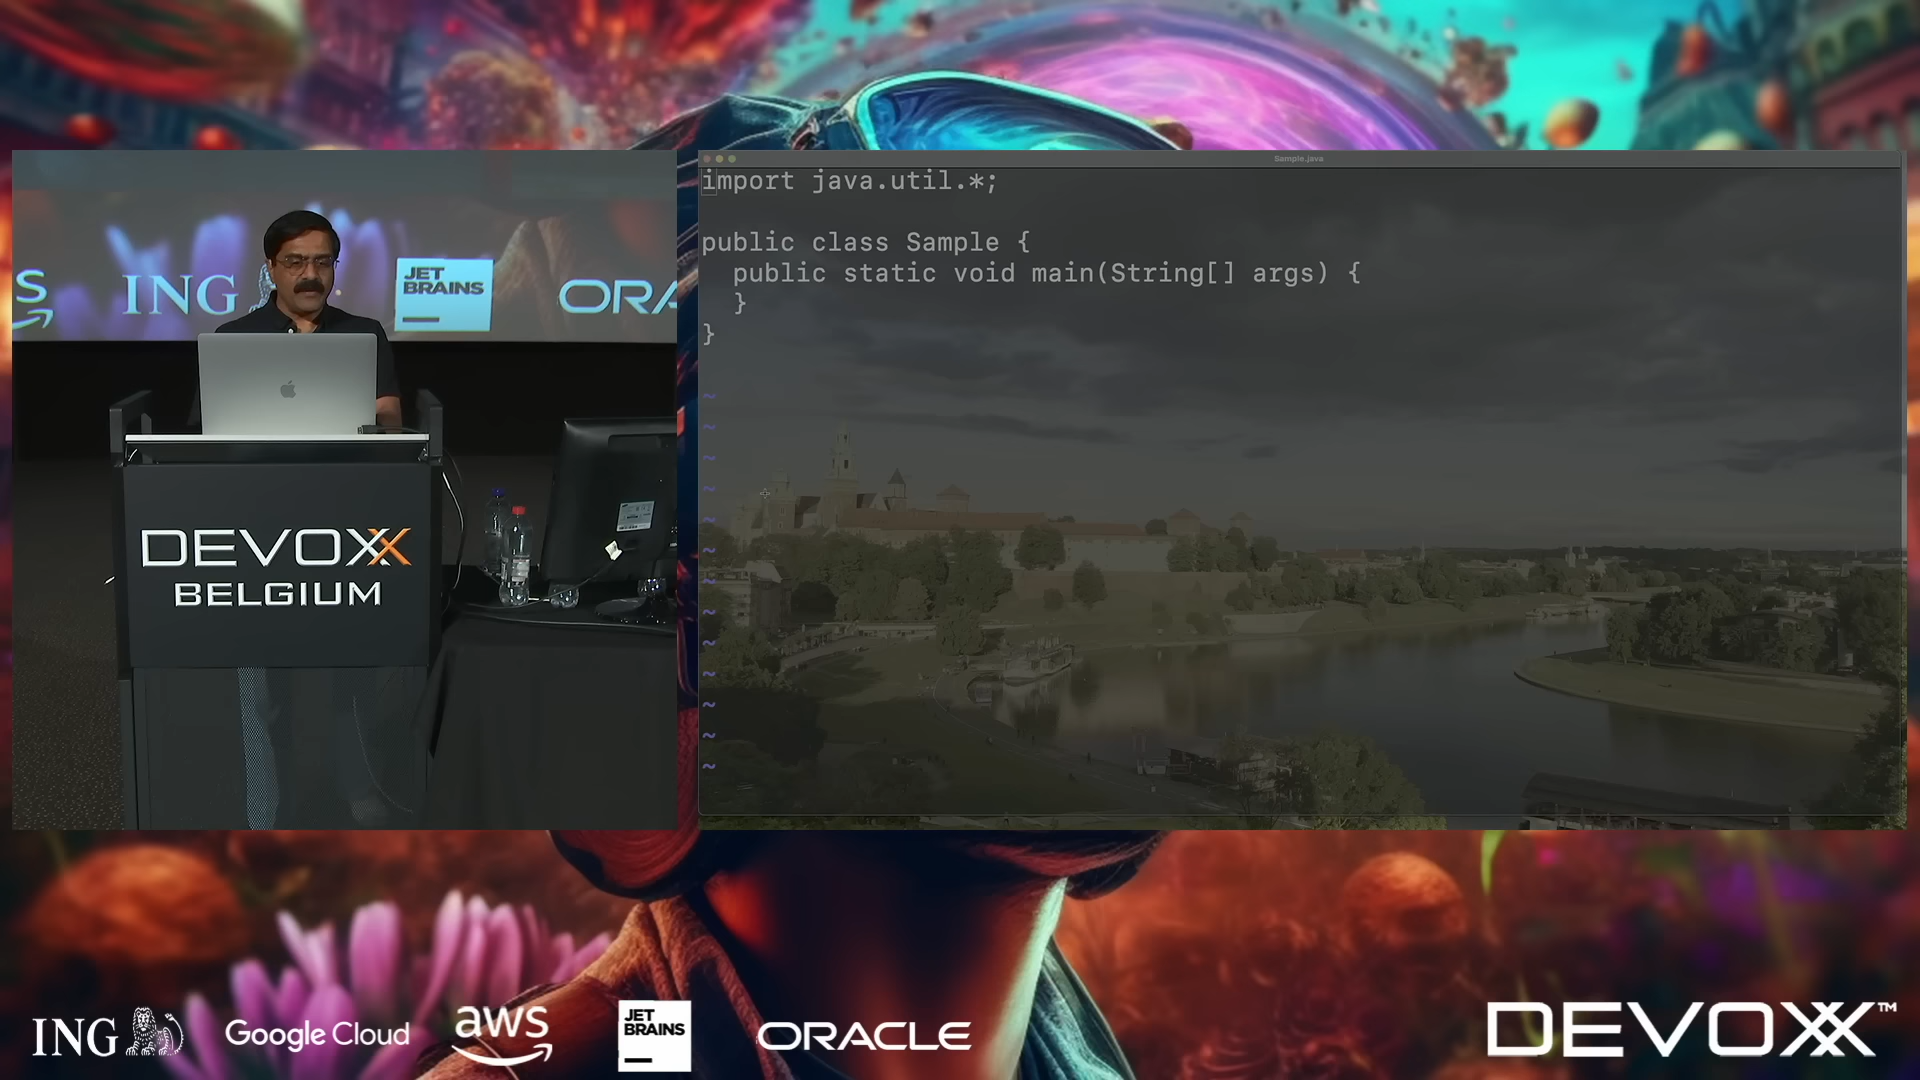 S
ING
JET
BRAINS
ORA
DEVOXX
BELGIUM
Sample.java
import java.util.*;
public class Sample {
  public static void main(String[] args) {
  }
}
~
~
~
~
~
~
~
~
~
~
~
~
~
ING
Google Cloud
aws
JET
BRAINS
ORACLE
DEVOXX™